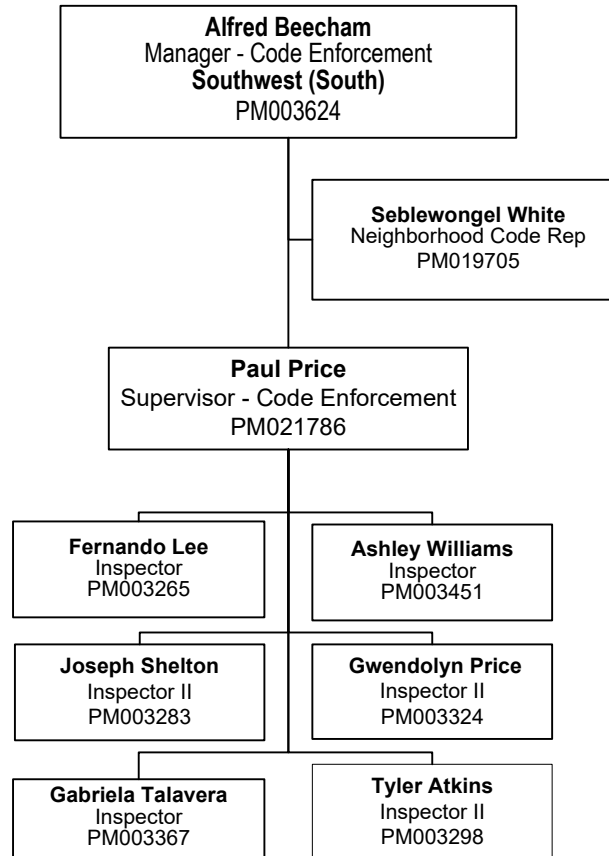 Alfred Beecham
Manager - Code Enforcement
Southwest (South)
PM003624
Seblewongel White
Neighborhood Code Rep
PM019705
Paul Price
Supervisor - Code Enforcement
PM021786
Fernando Lee
Inspector
PM003265
Ashley Williams
Inspector
PM003451
Joseph Shelton
Inspector II
PM003283
Gwendolyn Price
Inspector II
PM003324
Gabriela Talavera
Inspector
PM003367
Tyler Atkins
Inspector II
PM003298